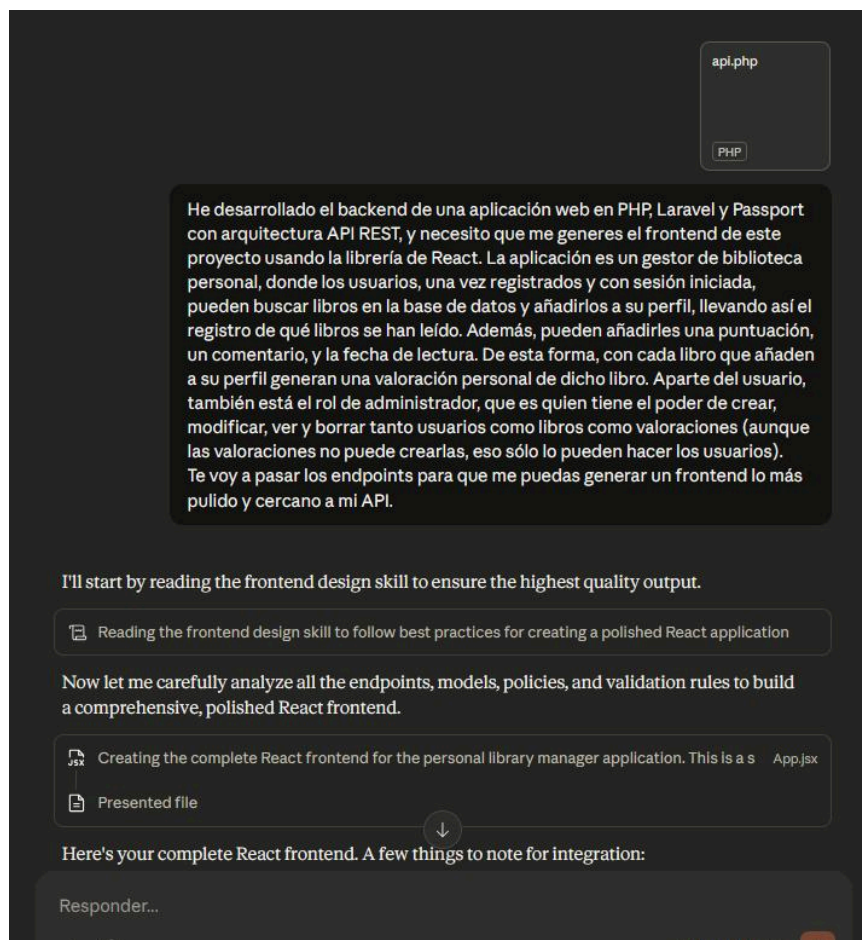 api.php
PHP
He desarrollado el backend de una aplicación web en PHP, Laravel y Passport
con arquitectura API REST, y necesito que me generes el frontend de este
proyecto usando la librería de React. La aplicación es un gestor de biblioteca
personal, donde los usuarios, una vez registrados y con sesión iniciada,
pueden buscar libros en la base de datos y añadirlos a su perfil, llevando así el
registro de qué libros se han leído. Además, pueden añadirles una puntuación,
un comentario, y la fecha de lectura. De esta forma, con cada libro que añaden
a su perfil generan una valoración personal de dicho libro. Aparte del usuario,
también está el rol de administrador, que es quien tiene el poder de crear,
modificar, ver y borrar tanto usuarios como libros como valoraciones (aunque
las valoraciones no puede crearlas, eso sólo lo pueden hacer los usuarios).
Te voy a pasar los endpoints para que me puedas generar un frontend lo más
pulido y cercano a mi API.
I'll start by reading the frontend design skill to ensure the highest quality output.
Reading the frontend design skill to follow best practices for creating a polished React application
Now let me carefully analyze all the endpoints, models, policies, and validation rules to build
a comprehensive, polished React frontend.
JSX Creating the complete React frontend for the personal library manager application. This is a s App.jsx
Presented file
Here's your complete React frontend. A few things to note for integration:
Responder...